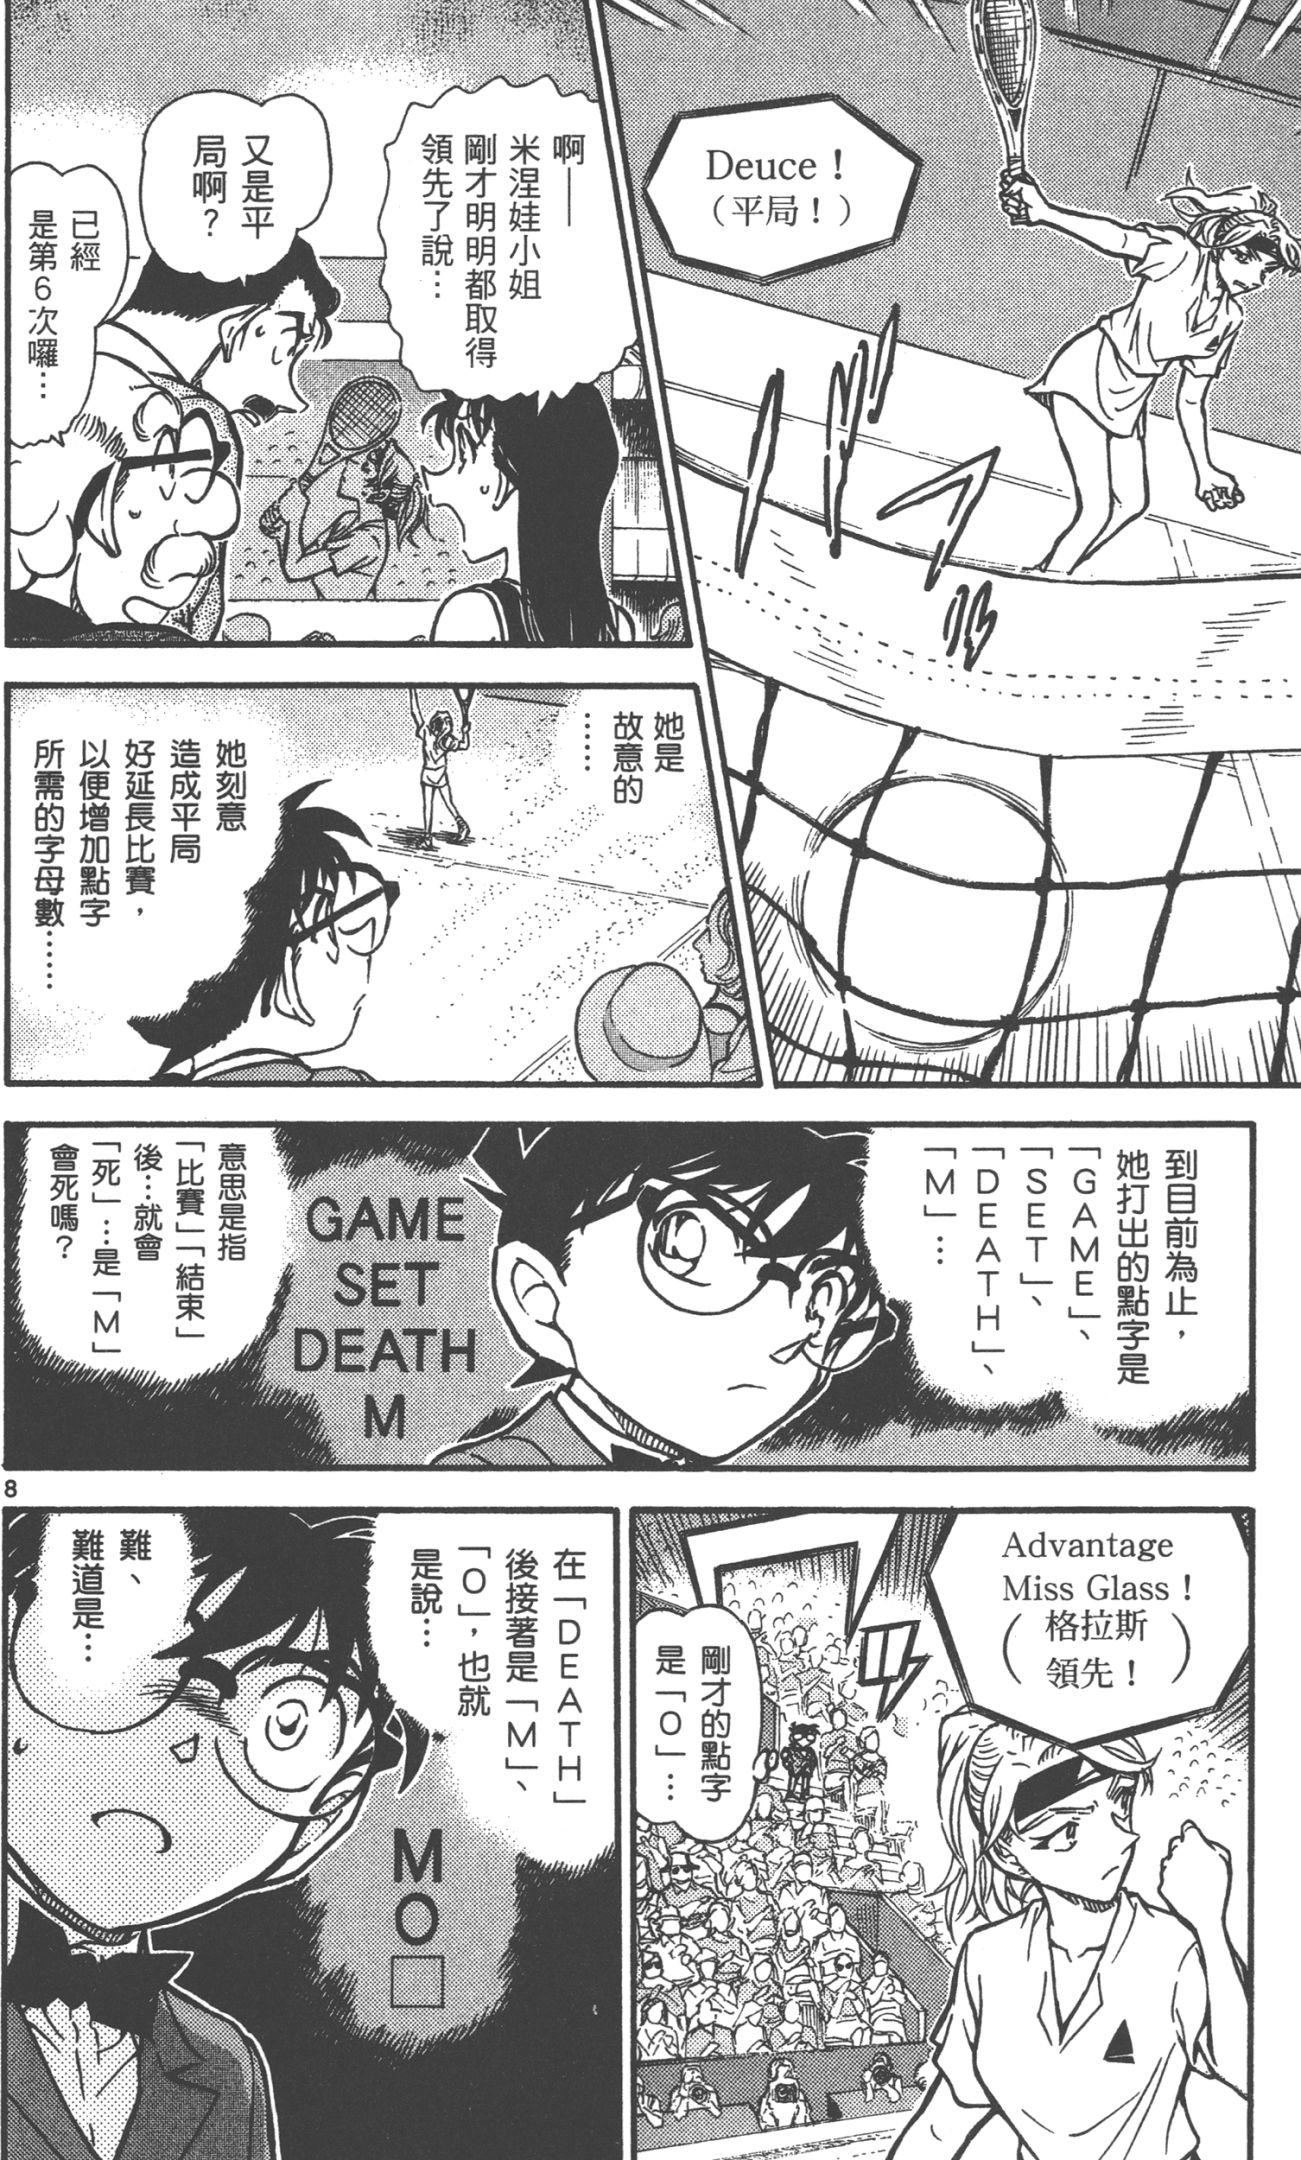 Deuce！
（平局！）
啊——
米涅娃小姐
剛才明明都取得
領先了說…
又是平
局啊？
已經
是第6次囉…
她是
故意的
……
她刻意
造成平局
好延長比賽，
以便增加點字
所需的字母數……
到目前為止，
她打出的點字是
「GAME」、
「SET」、
「DEATH」、
「M」…
GAME
SET
DEATH
M
意思是指
「比賽」「結束」
後…就會
「死」…是「M」
會死嗎？
8
Advantage
Miss Glass！
（格拉斯
領先！）
剛才的點字
是「O」…
在「DEATH」
後接著是「M」、
「O」，也就
是說…
MO□
難、
難道是…